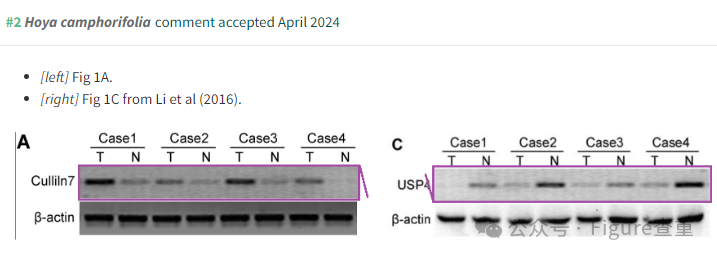 #2 Hoya camphorifolia comment accepted April 2024
• [left] Fig 1A.
• [right] Fig 1C from Li et al (2016).
A
Case1 Case2 Case3 Case4
T N T N T N T N
Culliln7
β-actin
C
Case1 Case2 Case3 Case4
T N T N T N T N
USP4
β-actin
公众号 · Figure查重